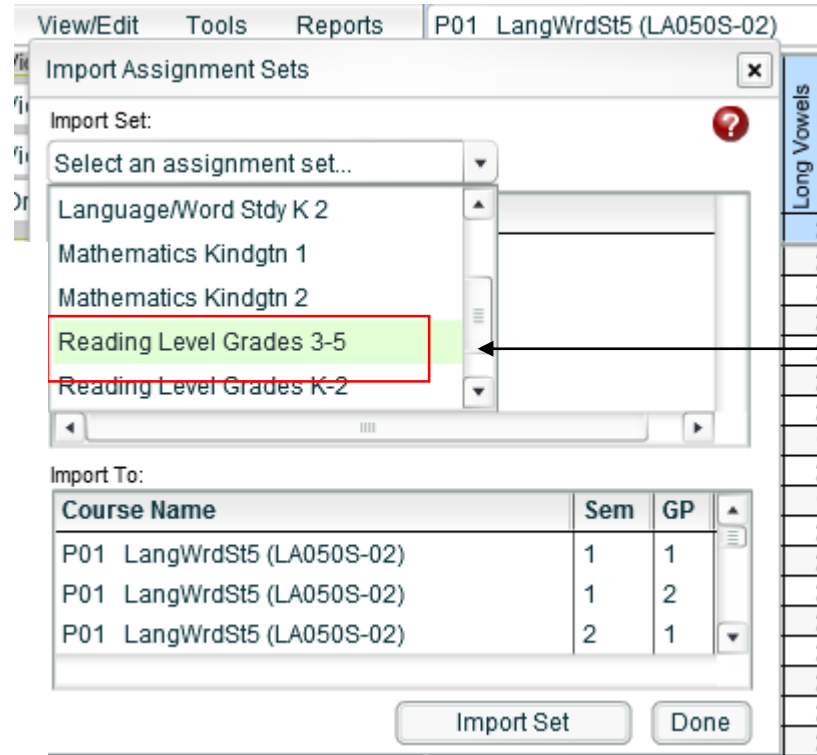 View/Edit Tools Reports P01 LangWrdSt5 (LA050S-02)
Import Assignment Sets
Long Vowels
Import Set:
Select an assignment set...
Language/Word Stdy K 2
Mathematics Kindgtn 1
Mathematics Kindgtn 2
Reading Level Grades 3-5
Reading Level Grades K-2
Import To:
Course Name Sem GP
P01 LangWrdSt5 (LA050S-02) 1 1
P01 LangWrdSt5 (LA050S-02) 1 2
P01 LangWrdSt5 (LA050S-02) 2 1
Import Set Done